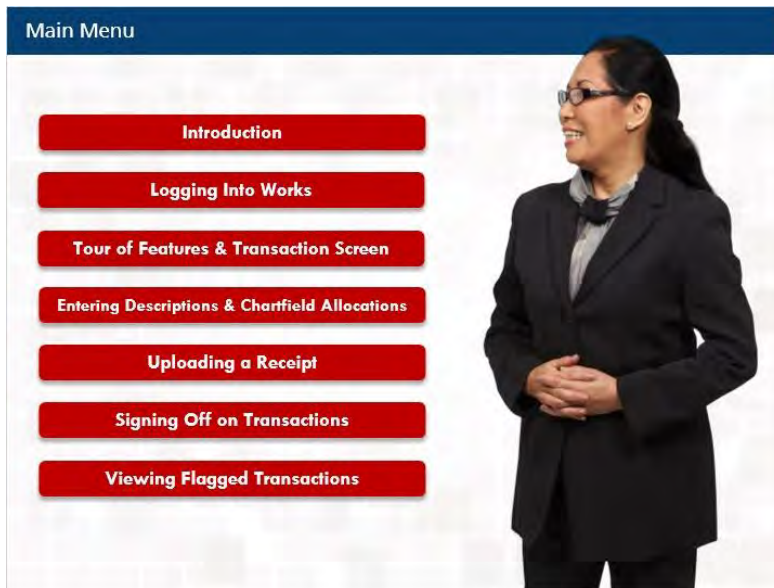 Main Menu
Introduction
Logging Into Works
Tour of Features & Transaction Screen
Entering Descriptions & Chartfield Allocations
Uploading a Receipt
Signing Off on Transactions
Viewing Flagged Transactions